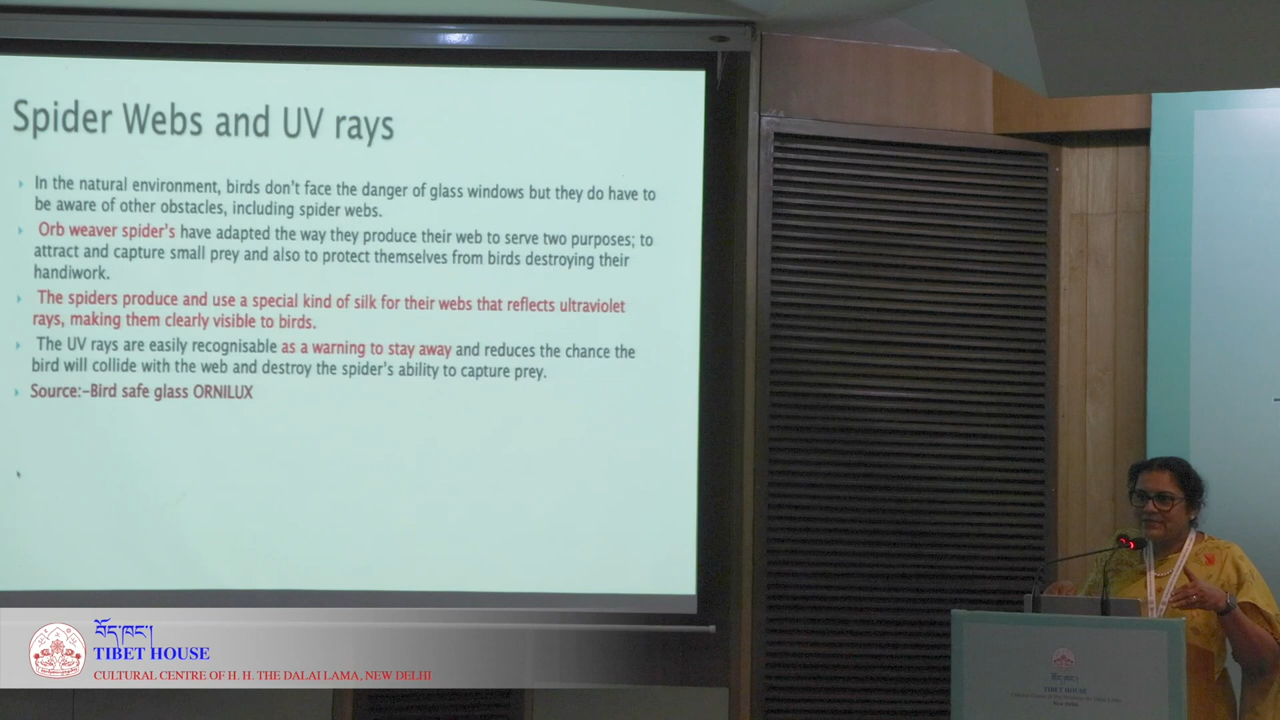 Spider Webs and UV rays
In the natural environment, birds don't face the danger of glass windows but they do have to
be aware of other obstacles, including spider webs.
Orb weaver spider's have adapted the way they produce their web to serve two purposes; to
attract and capture small prey and also to protect themselves from birds destroying their
handiwork.
The spiders produce and use a special kind of silk for their webs that reflects ultraviolet
rays, making them clearly visible to birds.
The UV rays are easily recognisable as a warning to stay away and reduces the chance the
bird will collide with the web and destroy the spider's ability to capture prey.
Source:-Bird safe glass ORNILUX
བོད་ཁང་།
TIBET HOUSE
CULTURAL CENTRE OF H. H. THE DALAI LAMA, NEW DELHI
བོད་ཁང་།
TIBET HOUSE